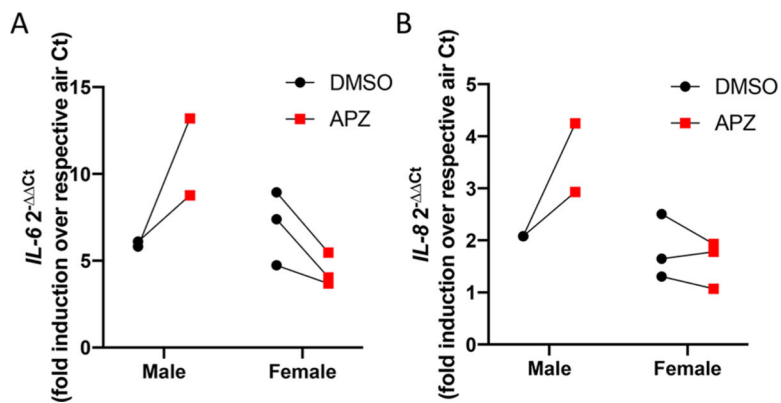 A
IL-6 2-ΔΔCt
(fold induction over respective air Ct)
15
10
5
0
DMSO
APZ
Male
Female
B
IL-8 2-ΔΔCt
(fold induction over respective air Ct)
5
4
3
2
1
0
DMSO
APZ
Male
Female